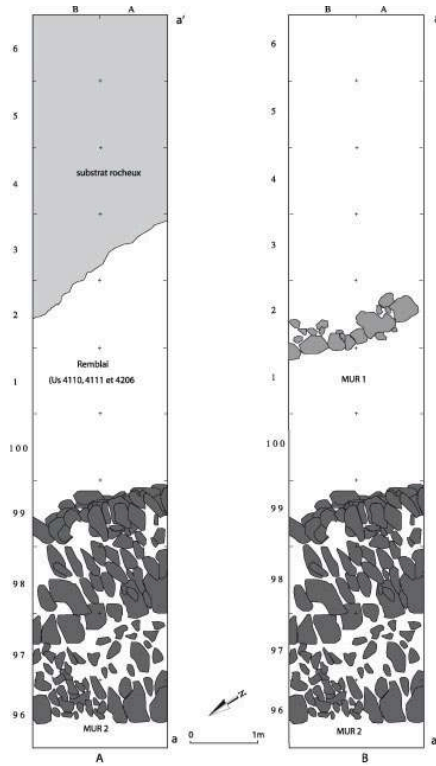 B A a'
6
5
substrat rocheux
4
3
2
Remblai
(Us 4110, 4111 et 4206
1
100
99
98
97
96
MUR 2
a
A
B A a
6
5
4
3
2
1
MUR 1
100
99
98
97
96
MUR 2
a
B
N
0 1m